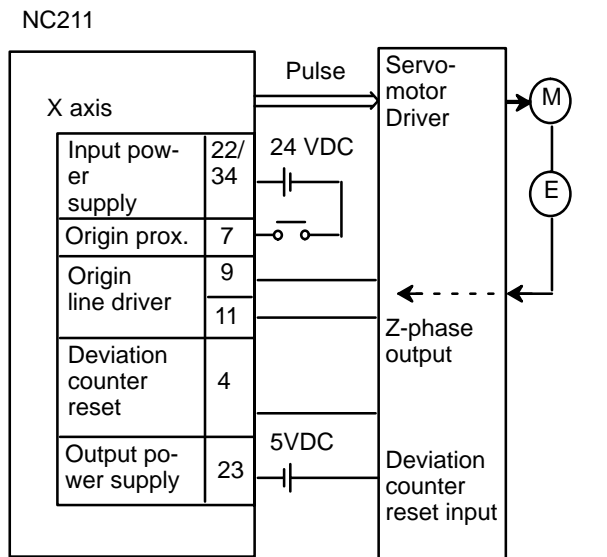 NC211
Pulse
Servo-
motor
Driver
M
X axis
Input pow-
er
supply
22/
34
24 VDC
E
Origin prox.
7
Origin
line driver
9
11
Z-phase
output
Deviation
counter
reset
4
Output po-
wer supply
23
5VDC
Deviation
counter
reset input